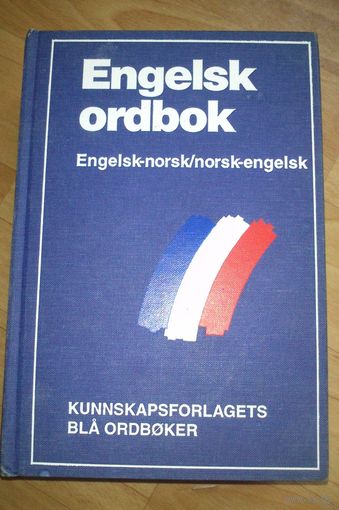 Engelsk
ordbok
Engelsk-norsk/norsk-engelsk
KUNNSKAPSFORLAGETS
BLÅ ORDBØKER